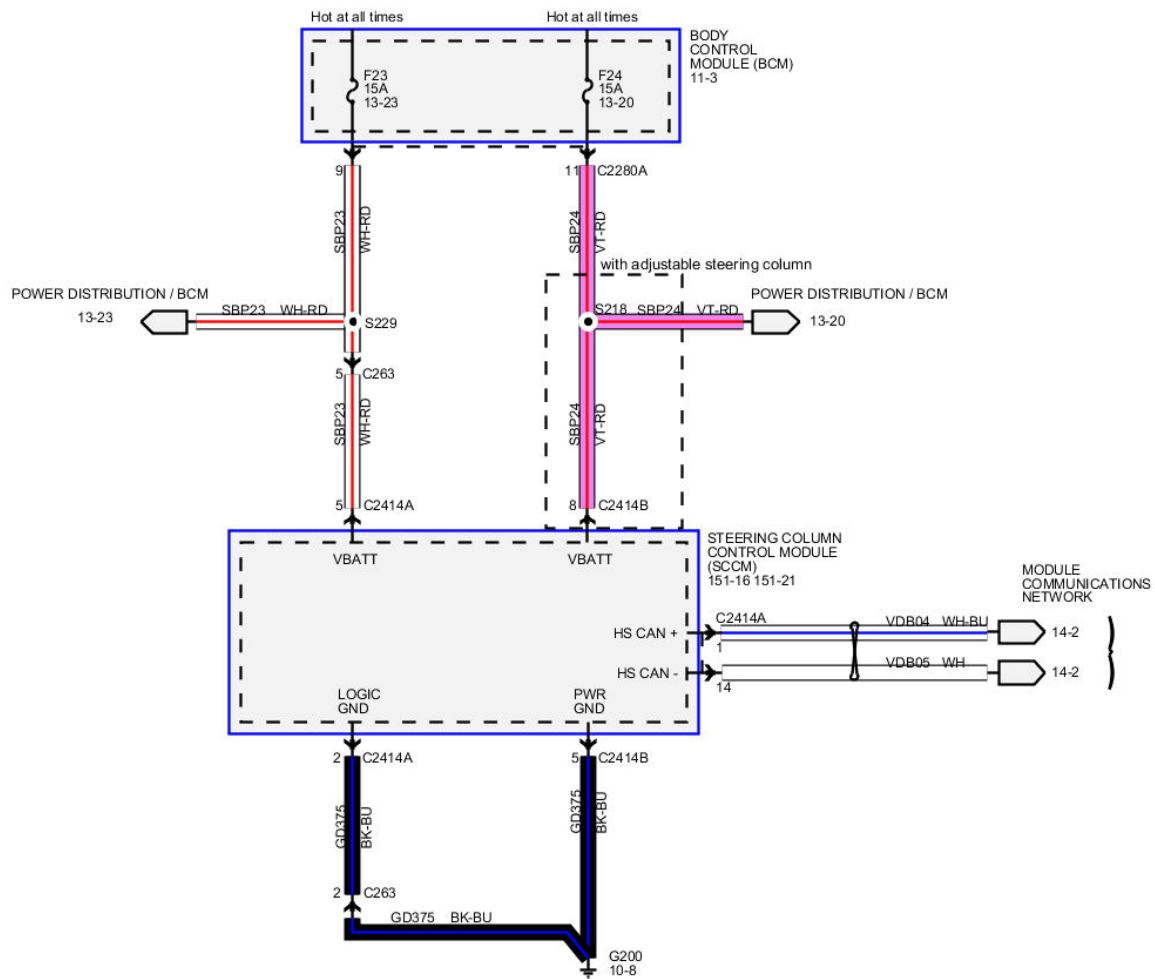 Hot at all times
Hot at all times
BODY
CONTROL
MODULE (BCM)
11-3
F23
15A
13-23
F24
15A
13-20
9
11
C2280A
SBP23
WH-RD
SBP24
VT-RD
with adjustable steering column
POWER DISTRIBUTION / BCM
13-23
SBP23 WH-RD
S229
S218
SBP24 VT-RD
POWER DISTRIBUTION / BCM
13-20
5
C263
SBP23
WH-RD
SBP24
VT-RD
5
C2414A
8
C2414B
VBATT
VBATT
STEERING COLUMN
CONTROL MODULE
(SCCM)
151-16 151-21
MODULE
COMMUNICATIONS
NETWORK
HS CAN +
C2414A
1
VDB04 WH-BU
14-2
HS CAN -
14
VDB05 WH
14-2
LOGIC
GND
PWR
GND
2
C2414A
5
C2414B
GD375
BK-BU
GD375
BK-BU
2
C263
GD375 BK-BU
G200
10-8